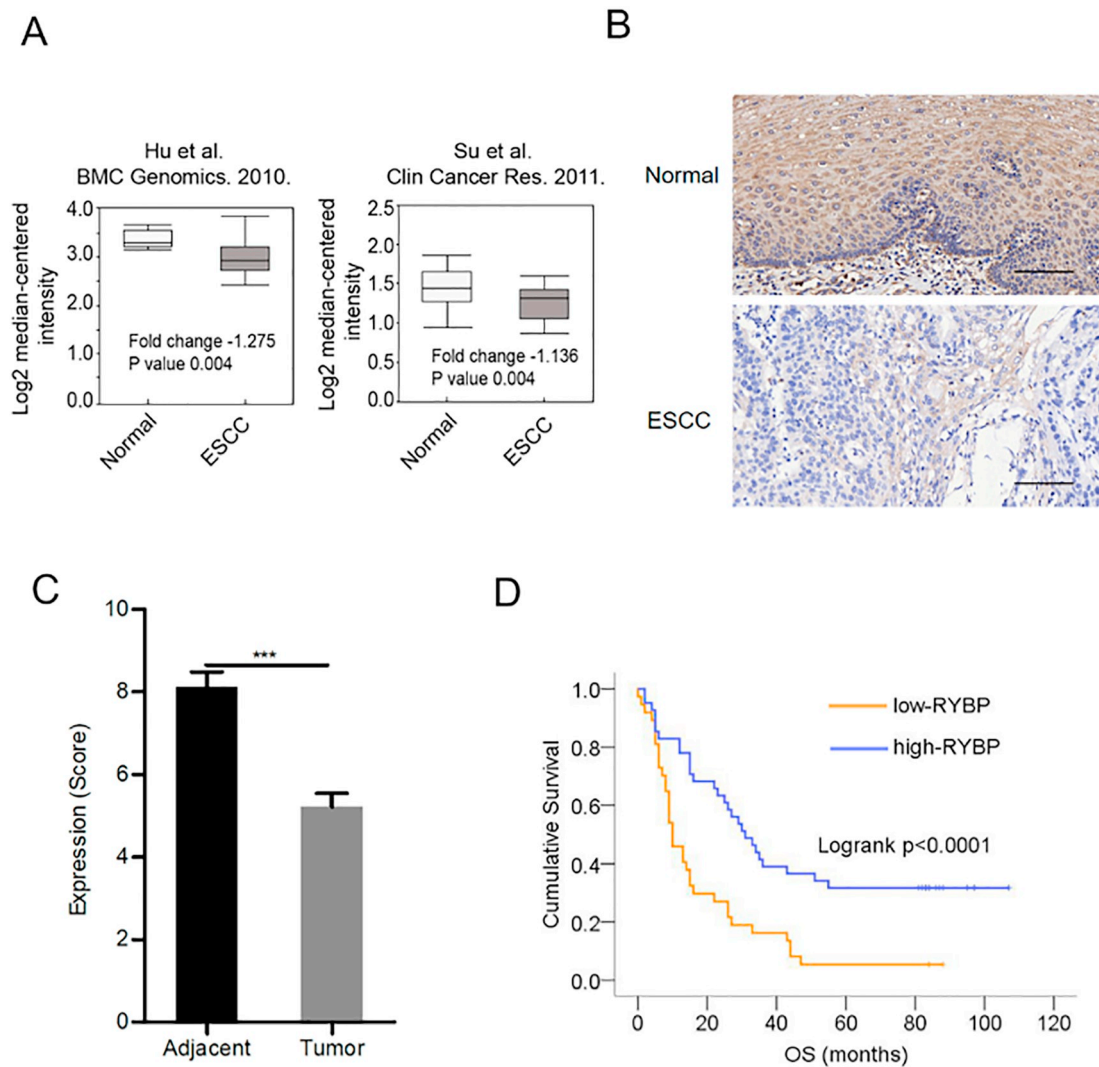 A
B
Hu et al.
BMC Genomics. 2010.
Log2 median-centered
intensity
4.0
3.0
3.0
2.0
1.0
0.0
Fold change -1.275
P value 0.004
Normal
ESCC
Su et al.
Clin Cancer Res. 2011.
Log2 median-centered
intensity
2.5
2.0
1.5
1.0
0.5
0.0
Fold change -1.136
P value 0.004
Normal
ESCC
Normal
ESCC
C
Expression (Score)
10
8
6
4
2
0
***
Adjacent
Tumor
D
Cumulative Survival
1.0
0.8
0.6
0.4
0.2
0.0
low-RYBP
high-RYBP
Logrank p<0.0001
0
20
40
60
80
100
120
OS (months)